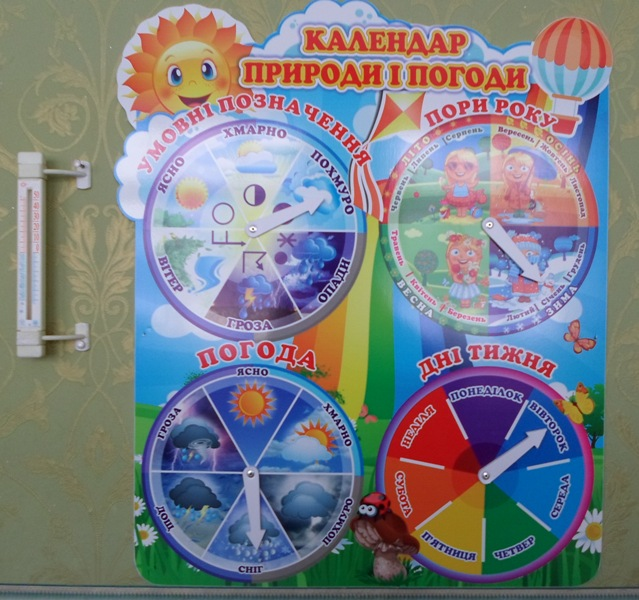 КАЛЕНДАР
ПРИРОДИ І ПОГОДИ
УМОВНІ ПОЗНАЧЕННЯ
ЯСНО
ХМАРНО
ПОХМУРО
ОПАДИ
ГРОЗА
ВІТЕР
ПОРИ РОКУ
ЛІТО
Червень Липень Серпень
ОСІНЬ
Вересень Жовтень Листопад
ЗИМА
Грудень Січень Лютий
ВЕСНА
Березень Квітень Травень
ПОГОДА
ЯСНО
ХМАРНО
ПОХМУРО
СНІГ
ДОЩ
ГРОЗА
ДНІ ТИЖНЯ
ПОНЕДІЛОК
ВІВТОРОК
СЕРЕДА
ЧЕТВЕР
П'ЯТНИЦЯ
СУБОТА
НЕДІЛЯ